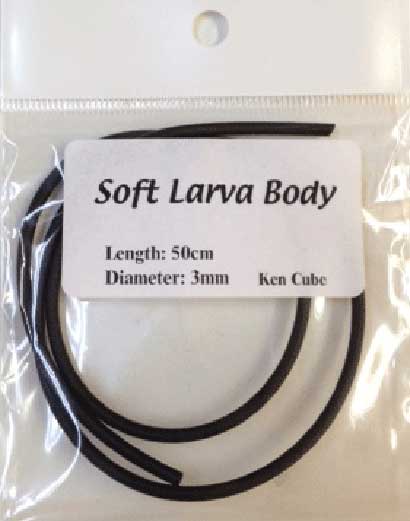 Soft Larva Body
Length: 50cm
Diameter: 3mm Ken Cube